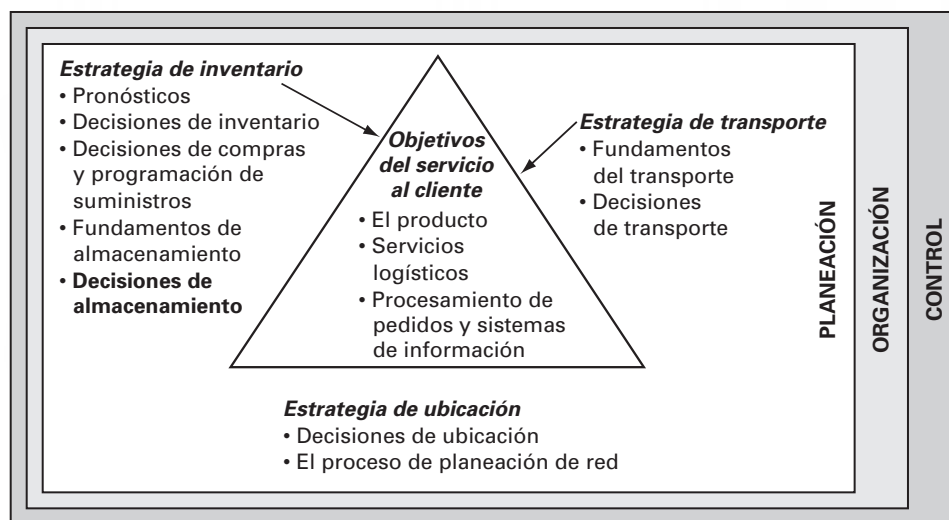 Estrategia de inventario
• Pronósticos
• Decisiones de inventario
• Decisiones de compras
y programación de
suministros
• Fundamentos de
almacenamiento
• Decisiones de
almacenamiento
Objetivos
del servicio
al cliente
• El producto
• Servicios
logísticos
• Procesamiento de
pedidos y sistemas
de información
Estrategia de transporte
• Fundamentos
del transporte
• Decisiones
de transporte
Estrategia de ubicación
• Decisiones de ubicación
• El proceso de planeación de red
PLANEACIÓN
ORGANIZACIÓN
CONTROL